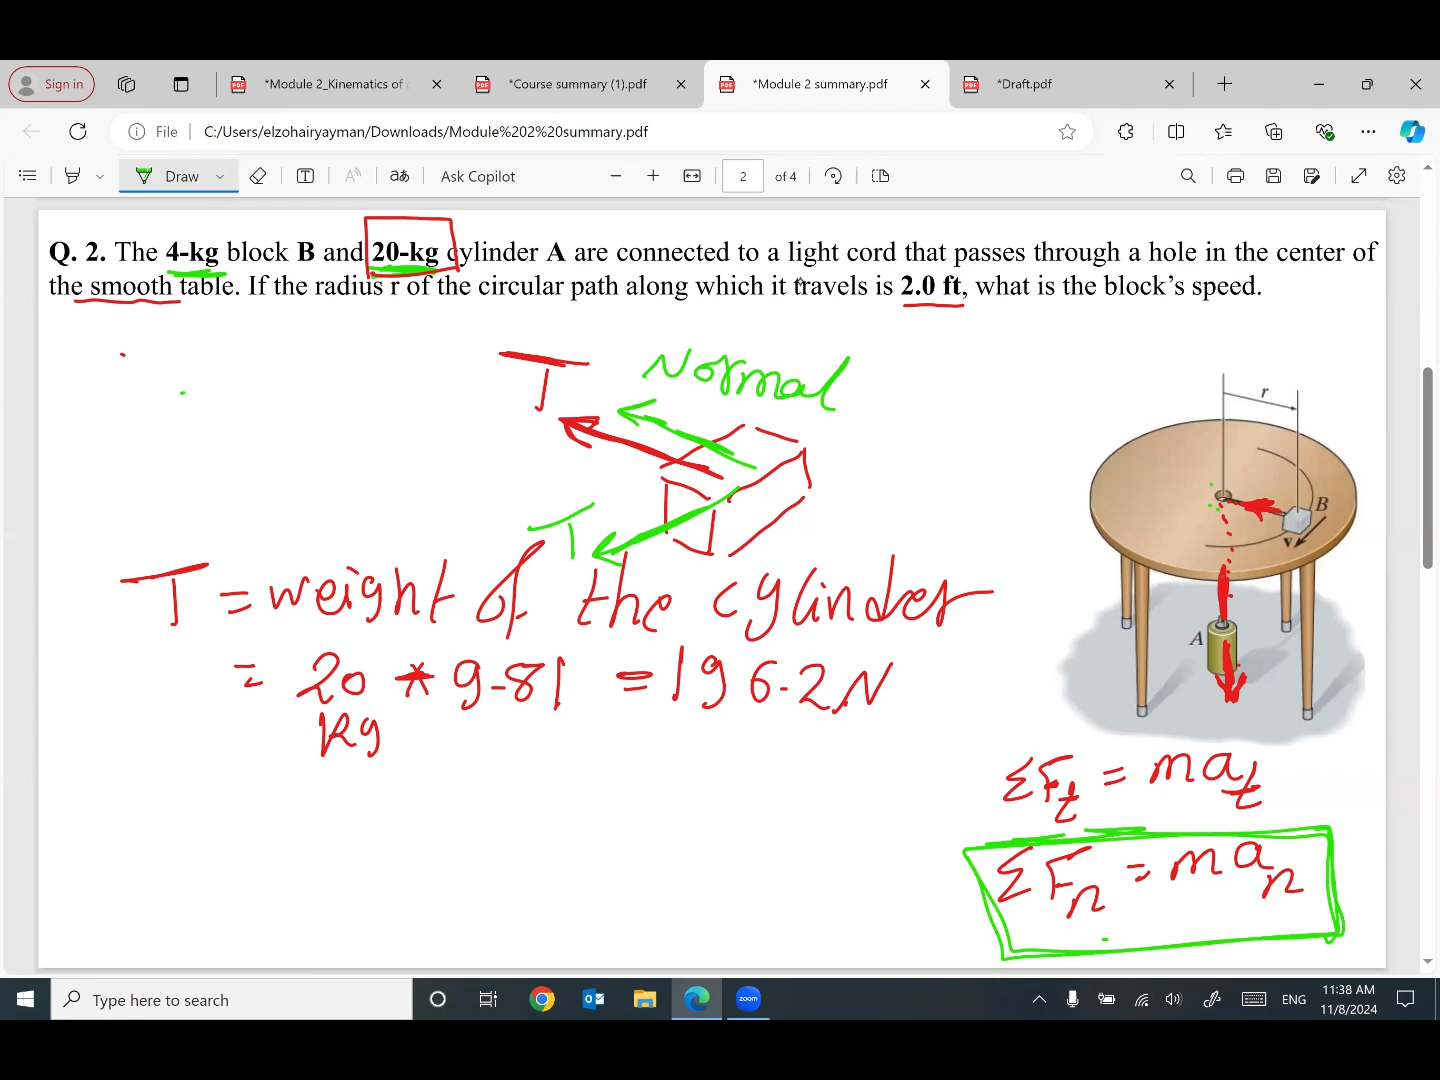 Sign in
*Module 2_Kinematics of a
*Course summary (1).pdf
*Module 2 summary.pdf
*Draft.pdf
File
C:/Users/elzohairyayman/Downloads/Module%202%20summary.pdf
Draw
Ask Copilot
2
of 4
Q. 2. The 4-kg block B and 20-kg cylinder A are connected to a light cord that passes through a hole in the center of
the smooth table. If the radius r of the circular path along which it travels is 2.0 ft, what is the block's speed.
T
Normal
r
B
v
T
A
T = weight of the cylinder
= 20 * 9.81 = 196.2 N
kg
ΣFt = mat
ΣFn = man
Type here to search
zoom
ENG
11:38 AM
11/8/2024